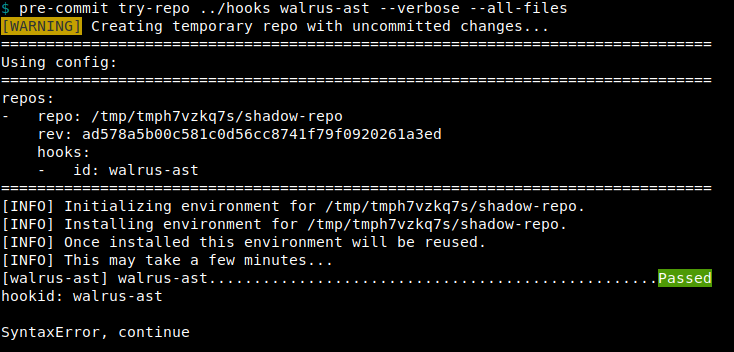 $ pre-commit try-repo ../hooks walrus-ast --verbose --all-files
[WARNING] Creating temporary repo with uncommitted changes...
===============================================================================
Using config:
===============================================================================
repos:
-   repo: /tmp/tmph7vzkq7s/shadow-repo
    rev: ad578a5b00c581c0d56cc8741f79f0920261a3ed
    hooks:
    -   id: walrus-ast
===============================================================================
[INFO] Initializing environment for /tmp/tmph7vzkq7s/shadow-repo.
[INFO] Installing environment for /tmp/tmph7vzkq7s/shadow-repo.
[INFO] Once installed this environment will be reused.
[INFO] This may take a few minutes...
[walrus-ast] walrus-ast..................................................Passed
hookid: walrus-ast

SyntaxError, continue